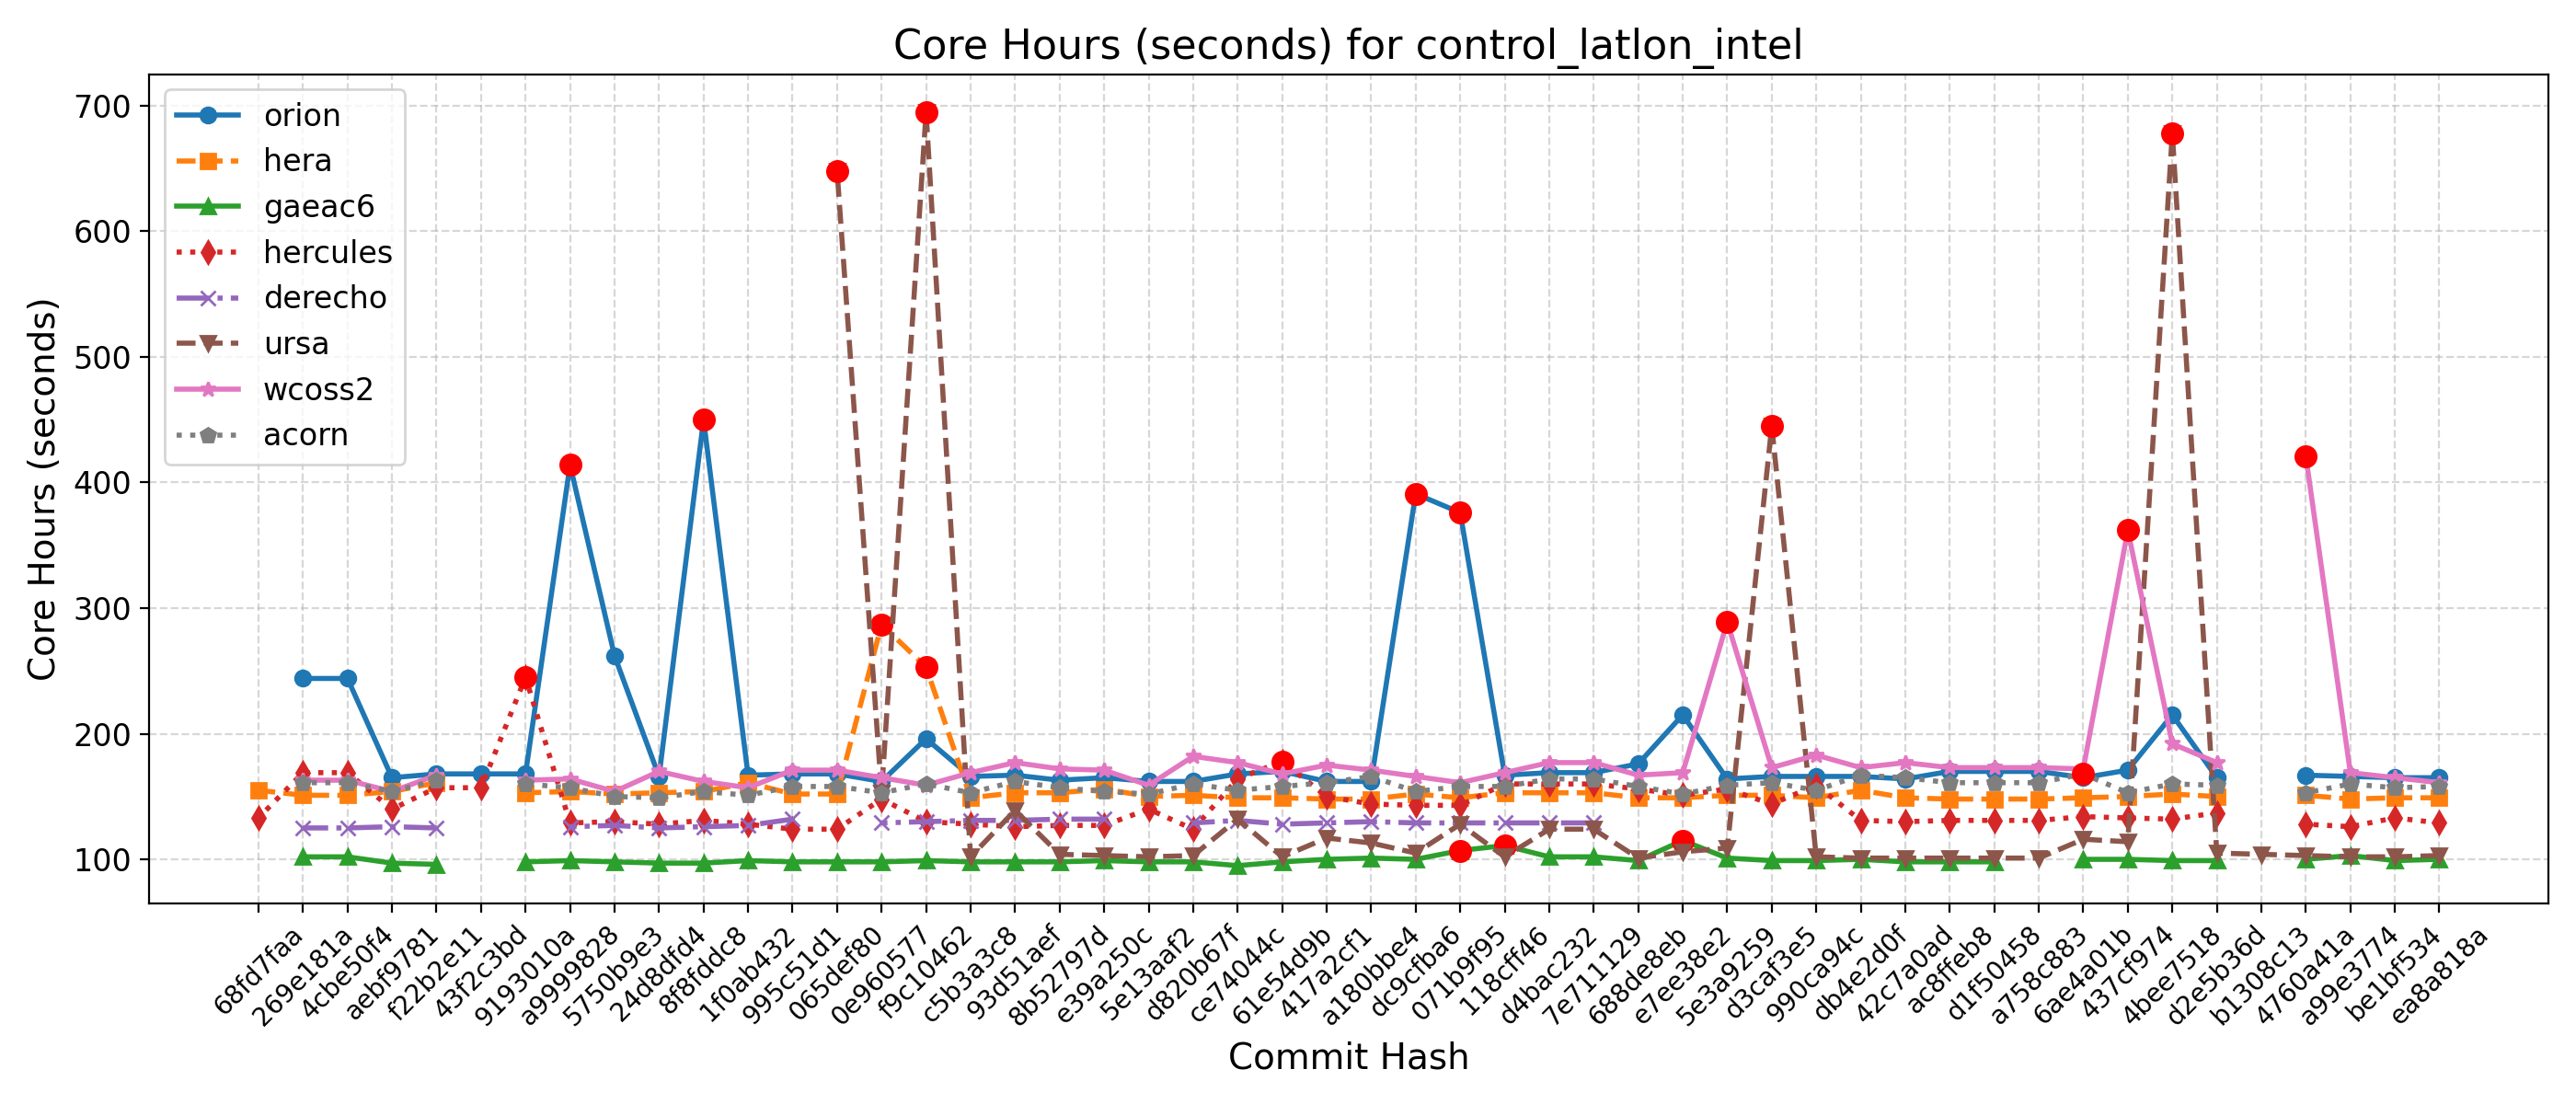 Core Hours (seconds) for control_latlon_intel
Core Hours (seconds)
700
600
500
400
300
200
100
orion
hera
gaeac6
hercules
derecho
ursa
wcoss2
acorn
68fd7faa
269e181a
4cbe50f4
aebf9781
f22b2e11
43f2c3bd
9193010a
a9999828
5750b9e3
24d8dfd4
8f8fddc8
1f0ab432
995c51d1
065def80
0e960577
f9c10462
c5b3a3c8
93d51aef
8b52797d
e39a250c
5e13aaf2
d820b67f
ce74044c
61e54d9b
417a2cf1
a180bbe4
dc9cfba6
071b9f95
118cff46
d4bac232
7e711129
688de8eb
e7ee38e2
5e3a9259
d3caf3e5
990ca94c
db4e2d0f
42c7a0ad
ac8ffeb8
d1f50458
a758c883
6ae4a01b
437cf974
4bee7518
d2e5b36d
b1308c13
4760a41a
a99e3774
be1bf534
ea8a818a
Commit Hash